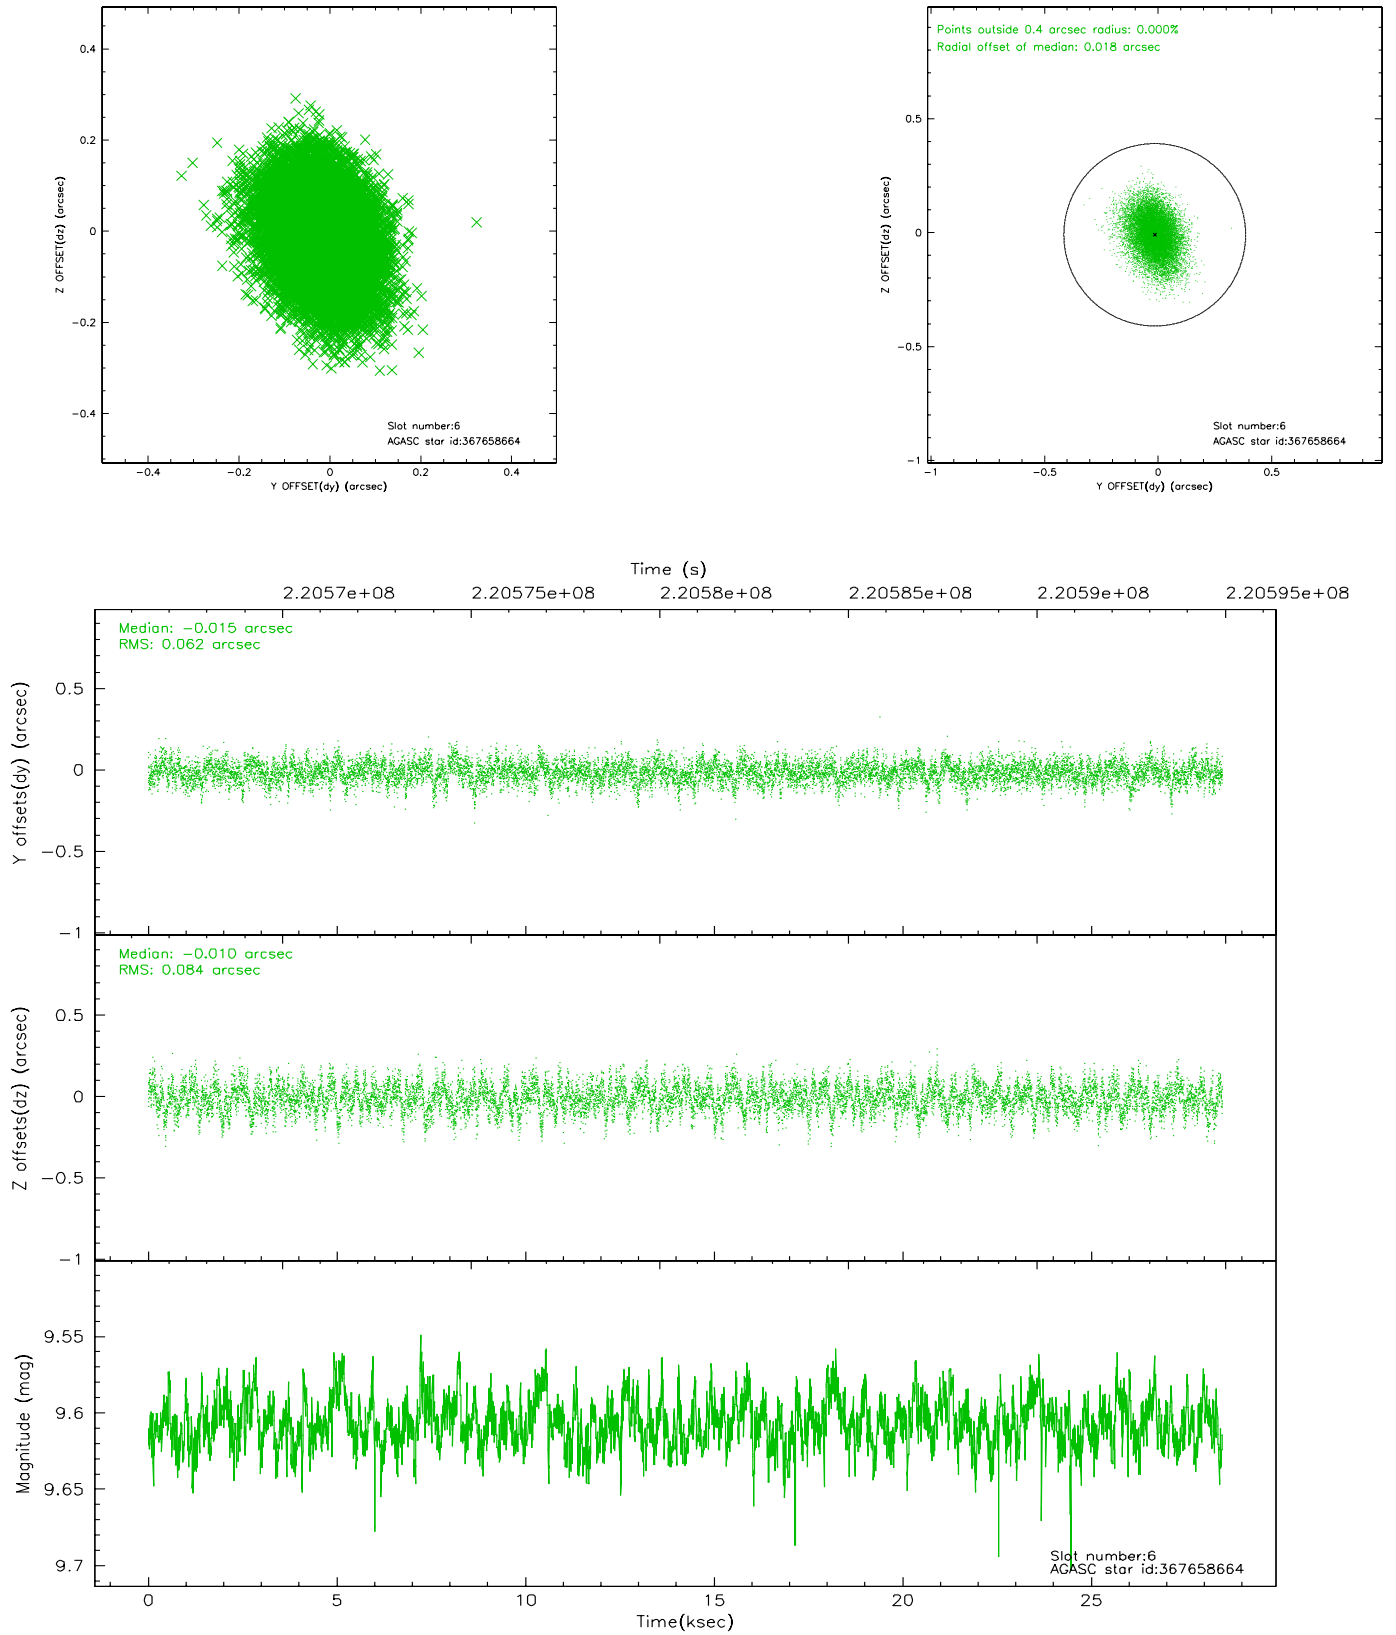 0.4
0.2
0
−0.2
−0.4
Z OFFSET(dz) (arcsec)
Slot number:6
AGASC star id:367658664
−0.4 −0.2 0 0.2 0.4
Y OFFSET(dy) (arcsec)
Points outside 0.4 arcsec radius: 0.000%
Radial offset of median: 0.018 arcsec
0.5
0
−0.5
−1
Z OFFSET(dz) (arcsec)
Slot number:6
AGASC star id:367658664
−1 −0.5 0 0.5
Y OFFSET(dy) (arcsec)
Time (s)
2.2057e+08 2.20575e+08 2.2058e+08 2.20585e+08 2.2059e+08 2.20595e+08
Median: −0.015 arcsec
RMS: 0.062 arcsec
0.5
0
−0.5
−1
Y offsets(dy) (arcsec)
Median: −0.010 arcsec
RMS: 0.084 arcsec
0.5
0
−0.5
−1
Z offsets(dz) (arcsec)
9.55
9.6
9.65
9.7
Magnitude (mag)
Slot number:6
AGASC star id:367658664
0 5 10 15 20 25
Time(ksec)